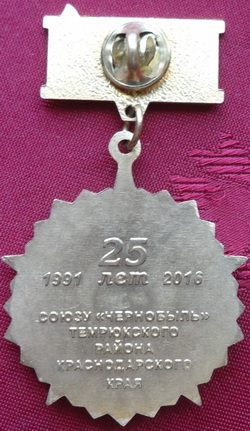 25
1991 лет 2016
СОЮЗУ «ЧЕРНОБЫЛЬ»
ТЕМРЮКСКОГО
РАЙОНА
КРАСНОДАРСКОГО
КРАЯ